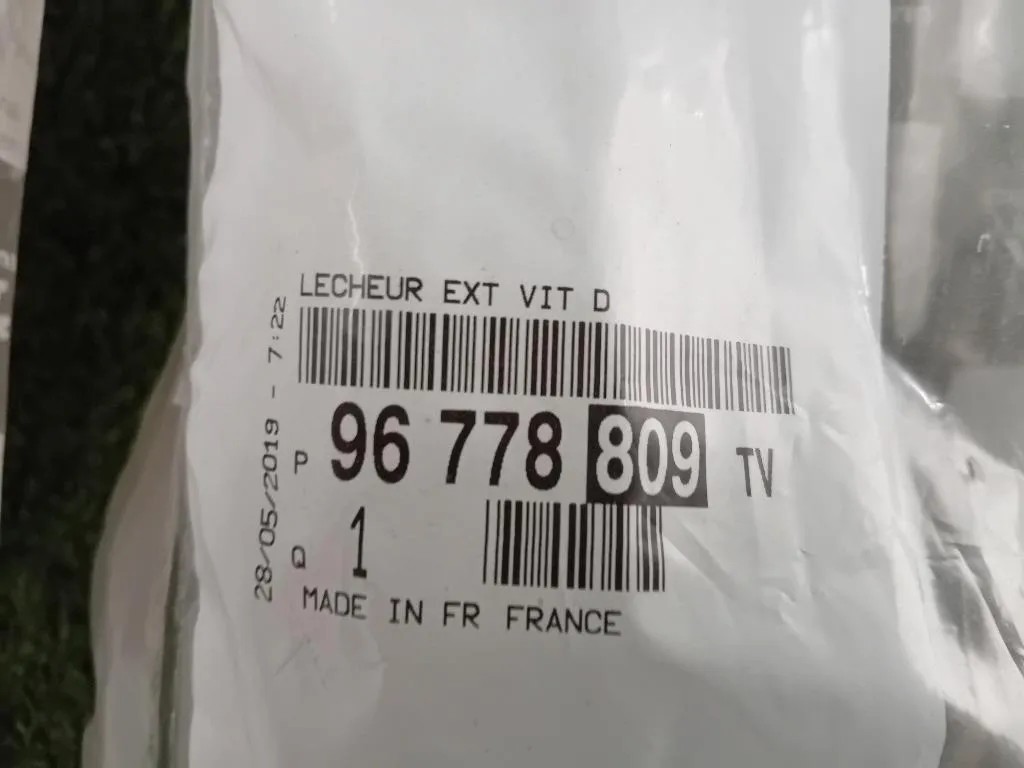 LECHEUR EXT VIT D
P 96 778 809 TV
Q 1
MADE IN FR FRANCE
28/05/2019 - 7:22